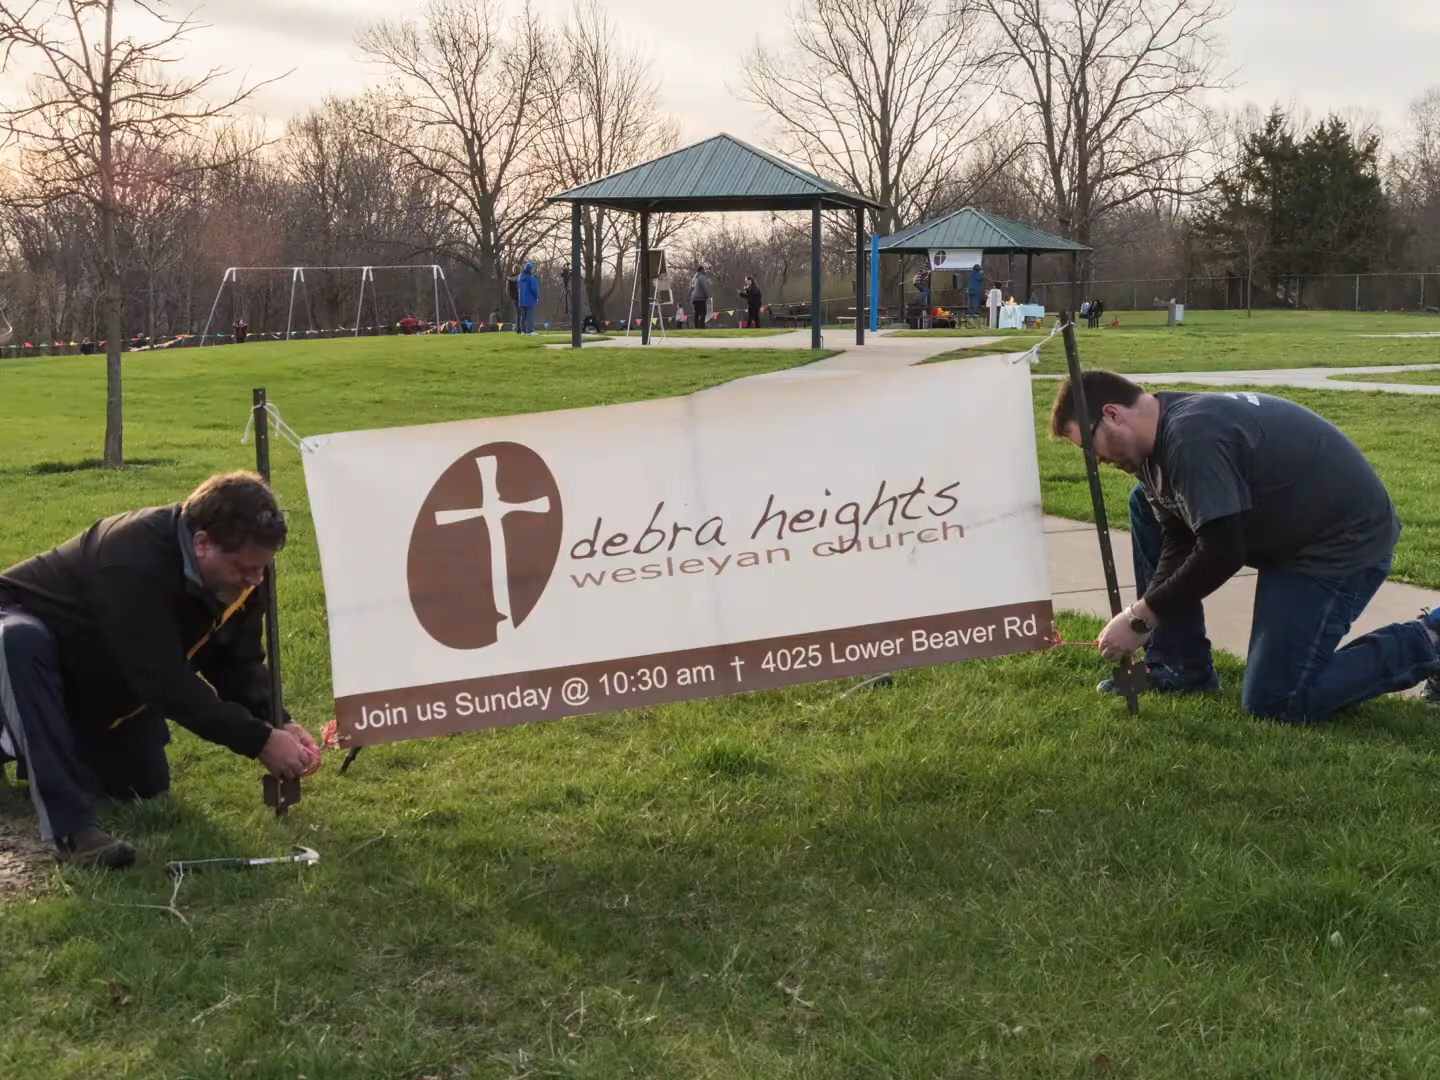 debra heights
wesleyan church
Join us Sunday @ 10:30 am † 4025 Lower Beaver Rd